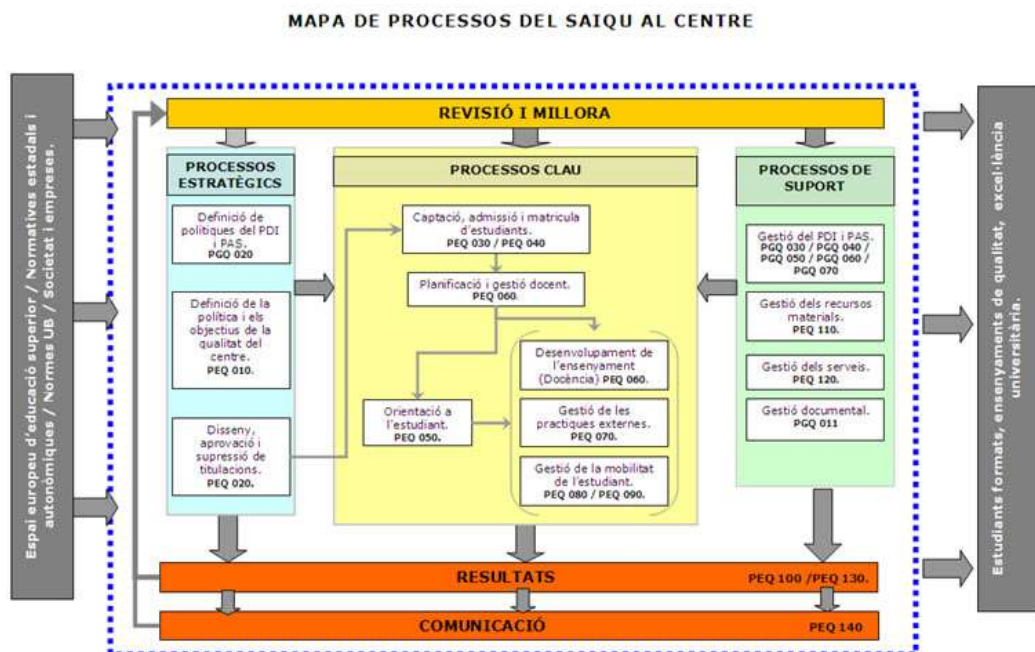 MAPA DE PROCESSOS DEL SAIQU AL CENTRE
Espai europeu d'educació superior / Normatives estadals i
autonòmiques / Normes UB / Societat i empreses.
REVISIÓ I MILLORA
PROCESSOS
ESTRATÈGICS
Definició de
polítiques del PDI i
PAS.
PGQ 020
Definició de la
política i els
objectius de la
qualitat del
centre.
PEQ 010.
Disseny,
aprovació i
supressió de
titulacions.
PEQ 020.
PROCESSOS CLAU
Captació, admissió i matricula
d'estudiants.
PEQ 030 / PEQ 040
Planificació i gestió docent.
PEQ 060.
Desenvolupament de
l'ensenyament
(Docència) PEQ 060.
Orientació a
l'estudiant.
PEQ 050.
Gestió de les
practiques externes.
PEQ 070.
Gestió de la mobilitat
de l'estudiant.
PEQ 080 / PEQ 090.
PROCESSOS DE
SUPORT
Gestió del PDI i PAS.
PGQ 030 / PGQ 040 /
PGQ 050 / PGQ 060 /
PGQ 070
Gestió dels recursos
materials.
PEQ 110.
Gestió dels serveis.
PEQ 120.
Gestió documental.
PGQ 011
RESULTATS
PEQ 100 /PEQ 130.
COMUNICACIÓ
PEQ 140
Estudiants formats, ensenyaments de qualitat, excel·lència
universitària.